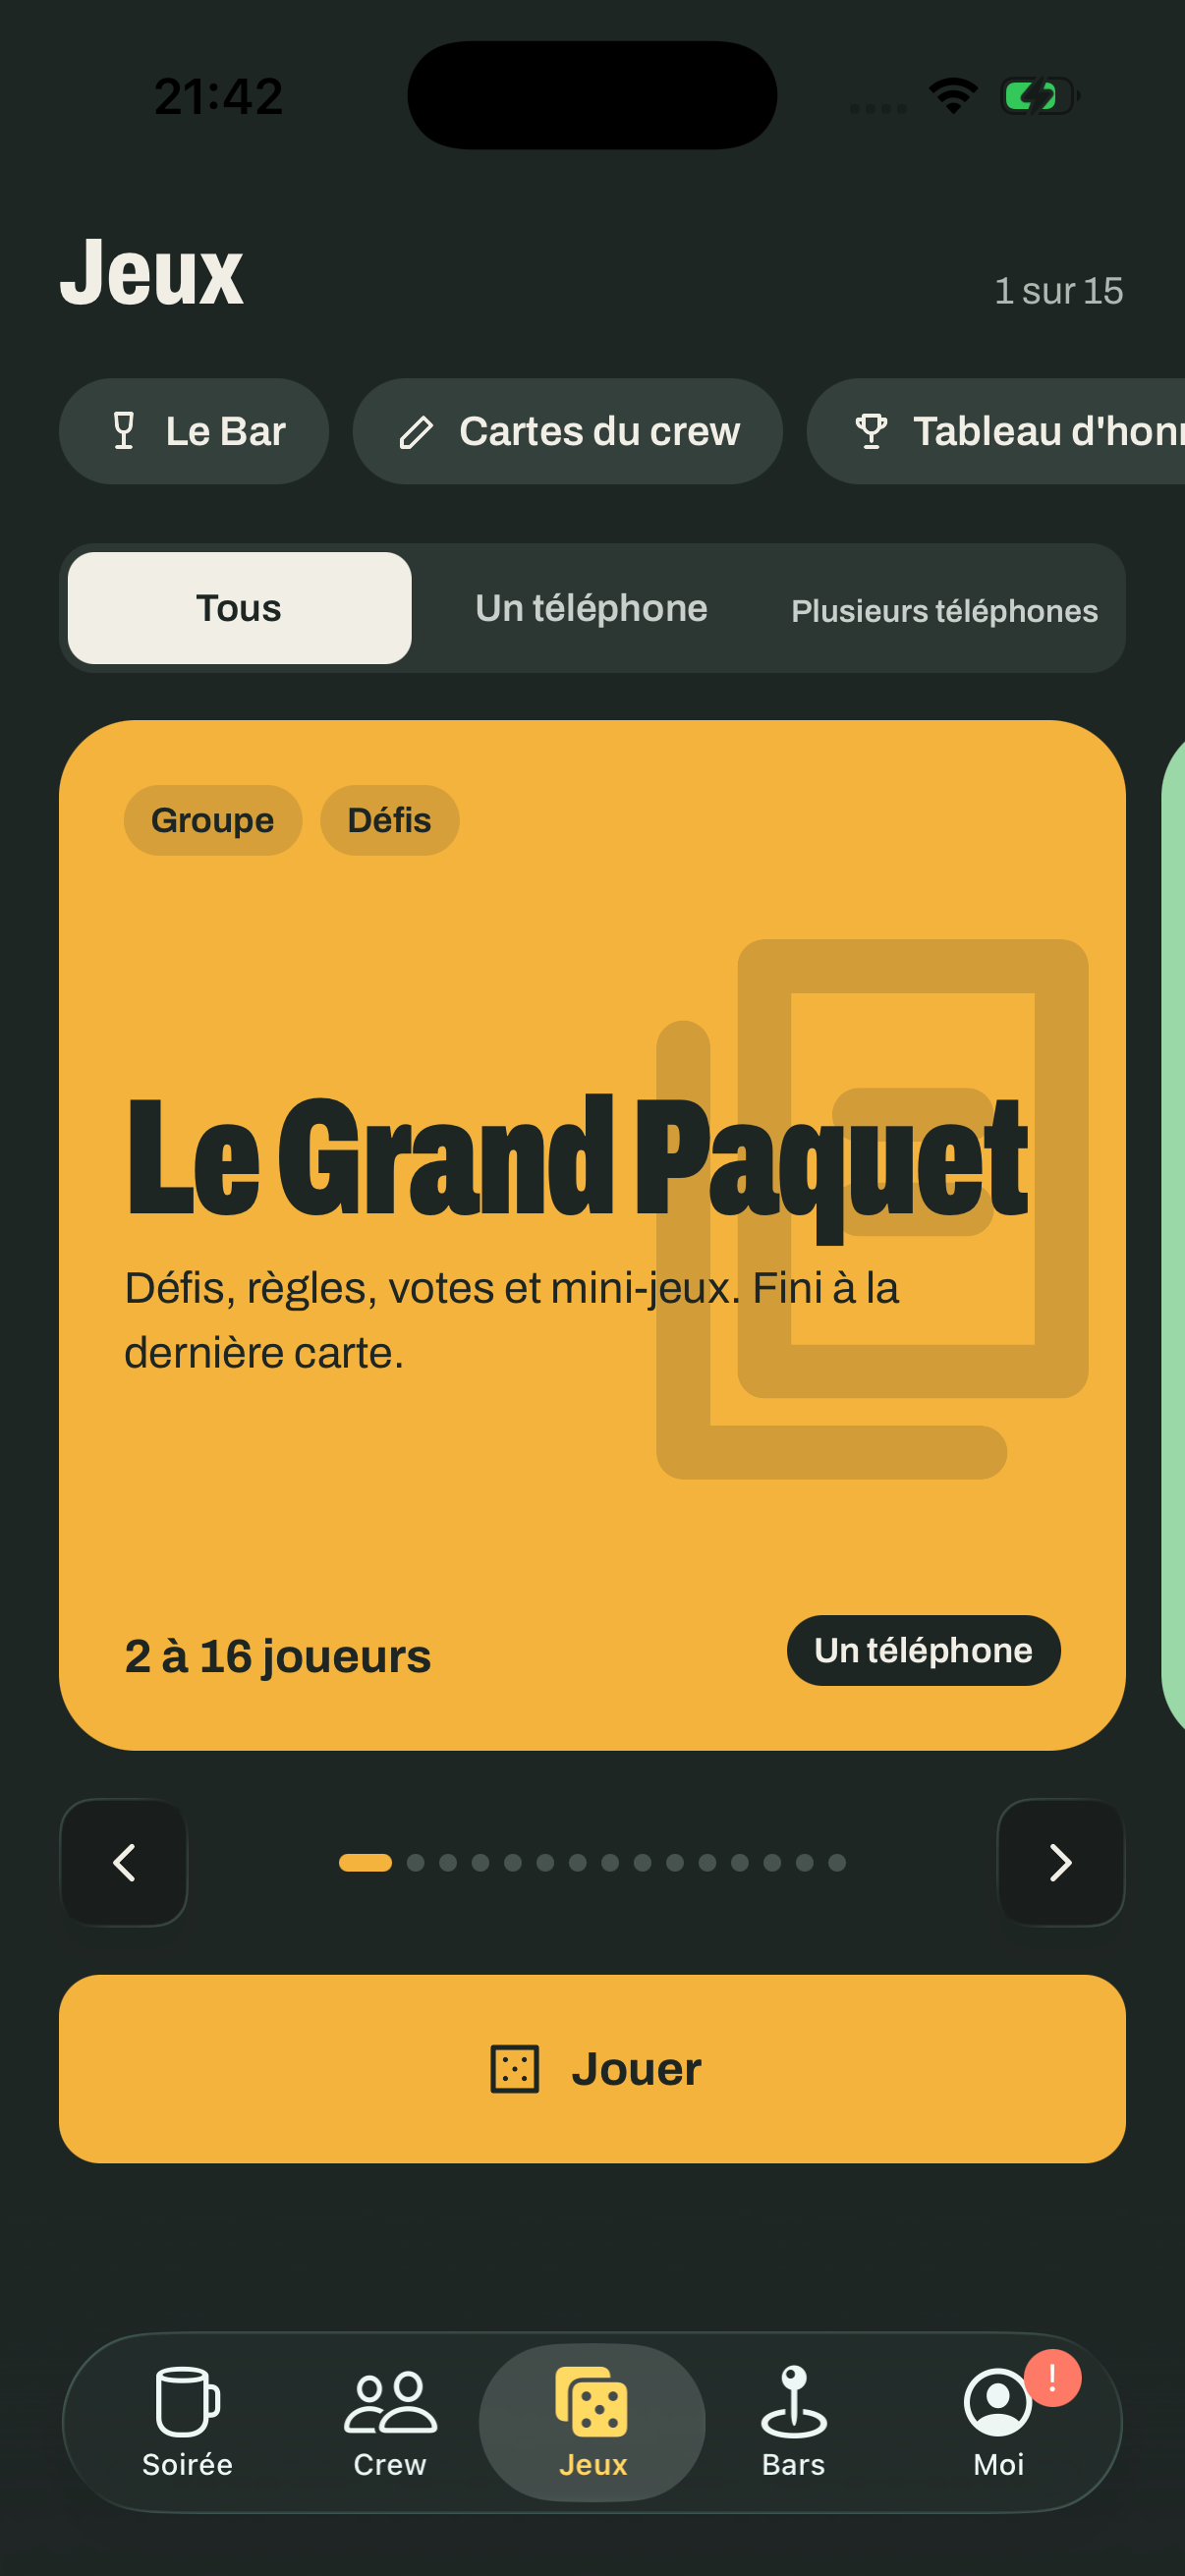 21:42
Jeux
1 sur 15
Le Bar
Cartes du crew
Tableau d'honn
Tous
Un téléphone
Plusieurs téléphones
Groupe
Défis
Le Grand Paquet
Défis, règles, votes et mini-jeux. Fini à la
dernière carte.
2 à 16 joueurs
Un téléphone
Jouer
!
Soirée
Crew
Jeux
Bars
Moi